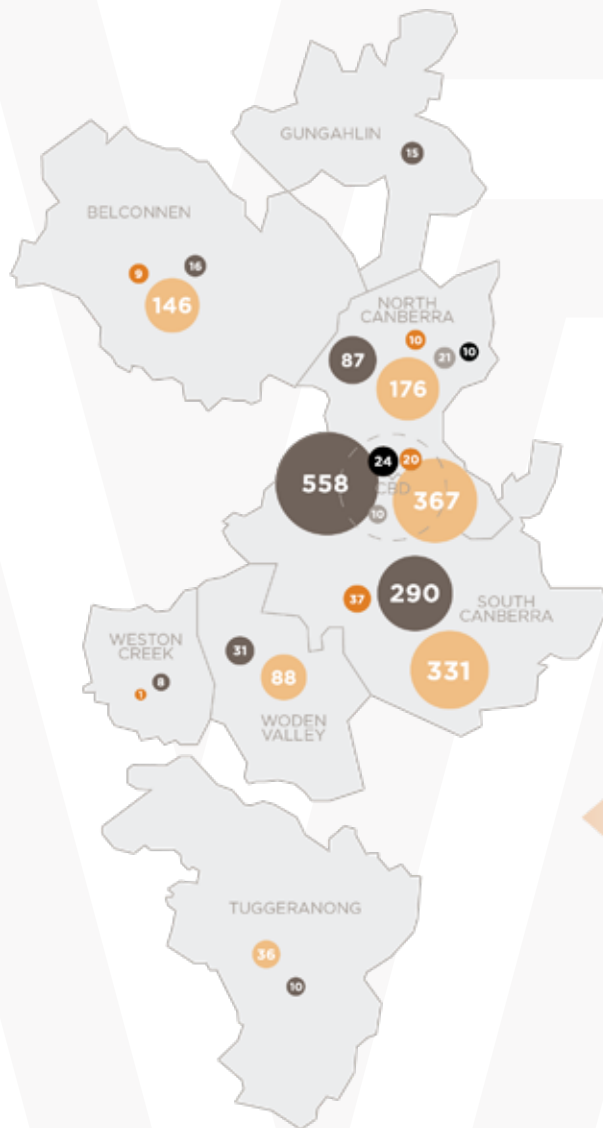 GUNGAHLIN
15
BELCONNEN
9
16
146
NORTH
CANBERRA
10
21
10
87
176
24
20
558
CBD
367
10
37
290
SOUTH
CANBERRA
331
WESTON
CREEK
8
1
31
88
WODEN
VALLEY
TUGGERANONG
36
10